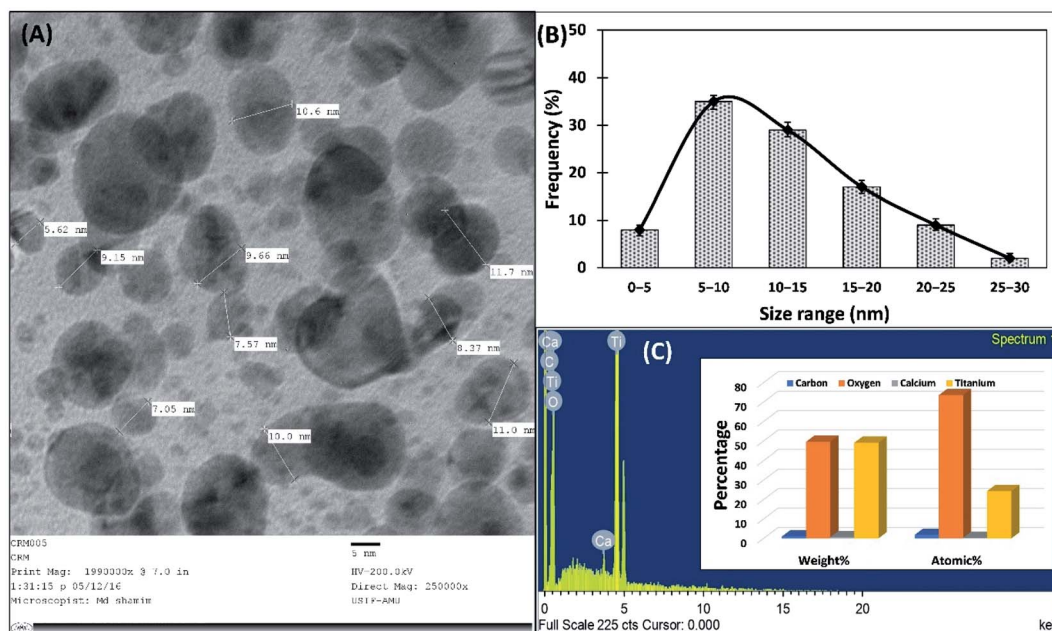 (A)
10.6 nm
5.62 nm
9.15 nm
9.66 nm
11.7 nm
7.57 nm
8.37 nm
7.05 nm
10.0 nm
11.0 nm
CRM005
CRM
Print Mag: 1990000x @ 7.0 in
1:31:15 p 05/12/16
Microscopist: Md shamim
5 nm
HV=200.0kV
Direct Mag: 250000x
USIF-AMU
(B)
Frequency (%)
50
40
30
20
10
0
0–5 5–10 10–15 15–20 20–25 25–30
Size range (nm)
(C)
Spectrum
Ca
C
Ti
O
Ti
Ca
Carbon Oxygen Calcium Titanium
Percentage
80
70
60
50
40
30
20
10
0
Weight% Atomic%
0 5 10 15 20
Full Scale 225 cts Cursor: 0.000 ke